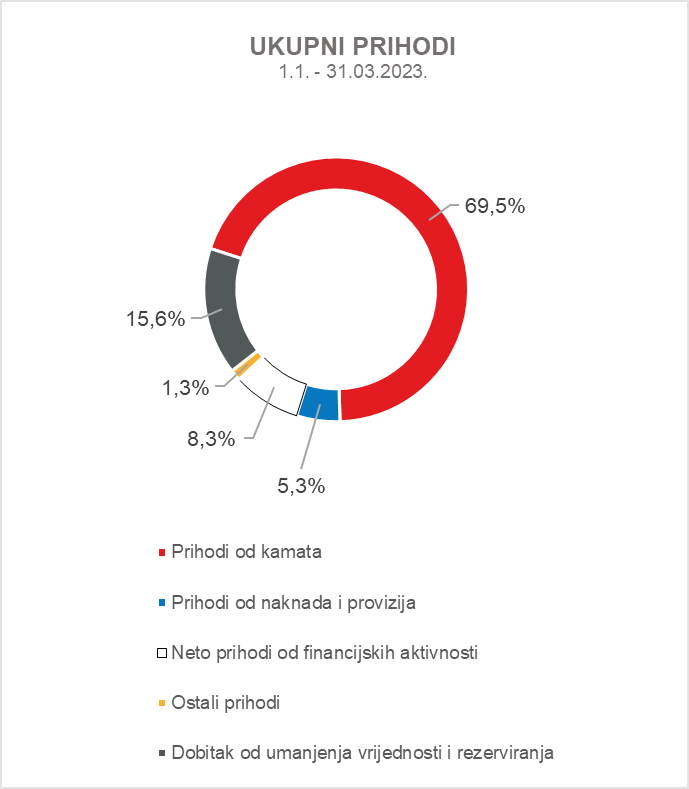 UKUPNI PRIHODI
1.1. - 31.03.2023.
69,5%
15,6%
1,3%
8,3%
5,3%
Prihodi od kamata
Prihodi od naknada i provizija
Neto prihodi od financijskih aktivnosti
Ostali prihodi
Dobitak od umanjenja vrijednosti i rezerviranja